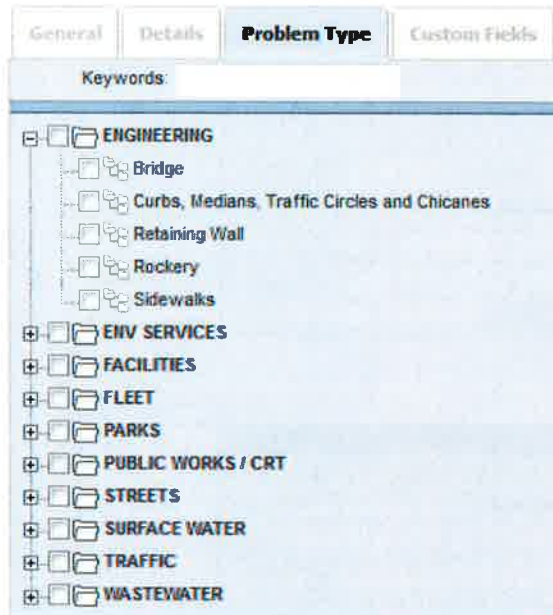 General Details Problem Type Custom Fields
Keywords:
ENGINEERING
Bridge
Curbs, Medians, Traffic Circles and Chicanes
Retaining Wall
Rockery
Sidewalks
ENV SERVICES
FACILITIES
FLEET
PARKS
PUBLIC WORKS / CRT
STREETS
SURFACE WATER
TRAFFIC
WASTEWATER